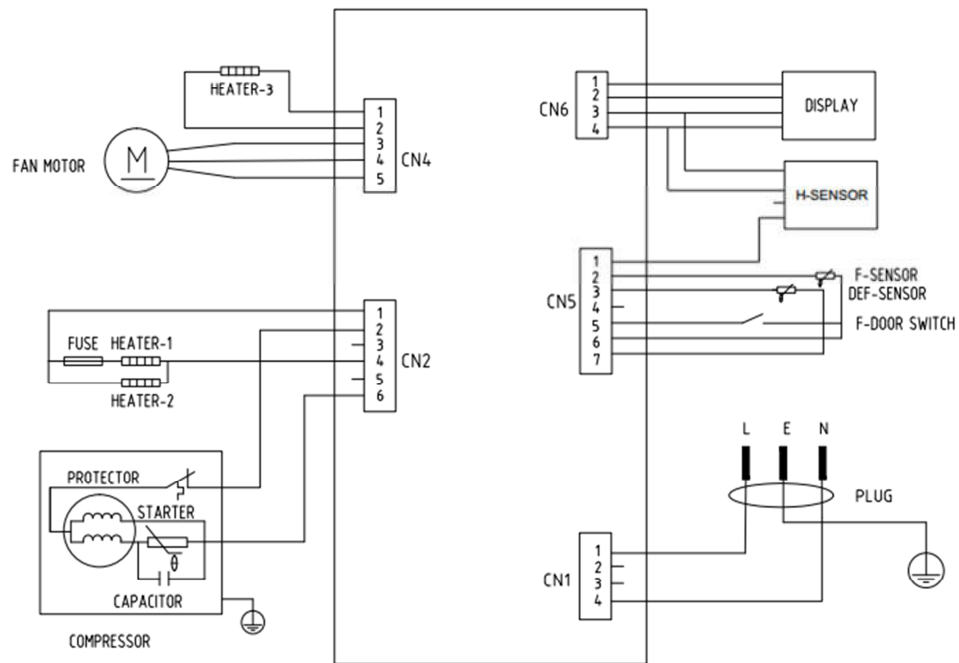 HEATER-3
1
2
3
4
5
CN4
M
FAN MOTOR
1
2
3
4
CN6
DISPLAY
H-SENSOR
1
2
3
4
5
6
7
CN5
F-SENSOR
DEF-SENSOR
F-DOOR SWITCH
1
2
3
4
5
6
CN2
FUSE HEATER-1
HEATER-2
L E N
PLUG
PROTECTOR
STARTER
θ
CAPACITOR
COMPRESSOR
1
2
3
4
CN1